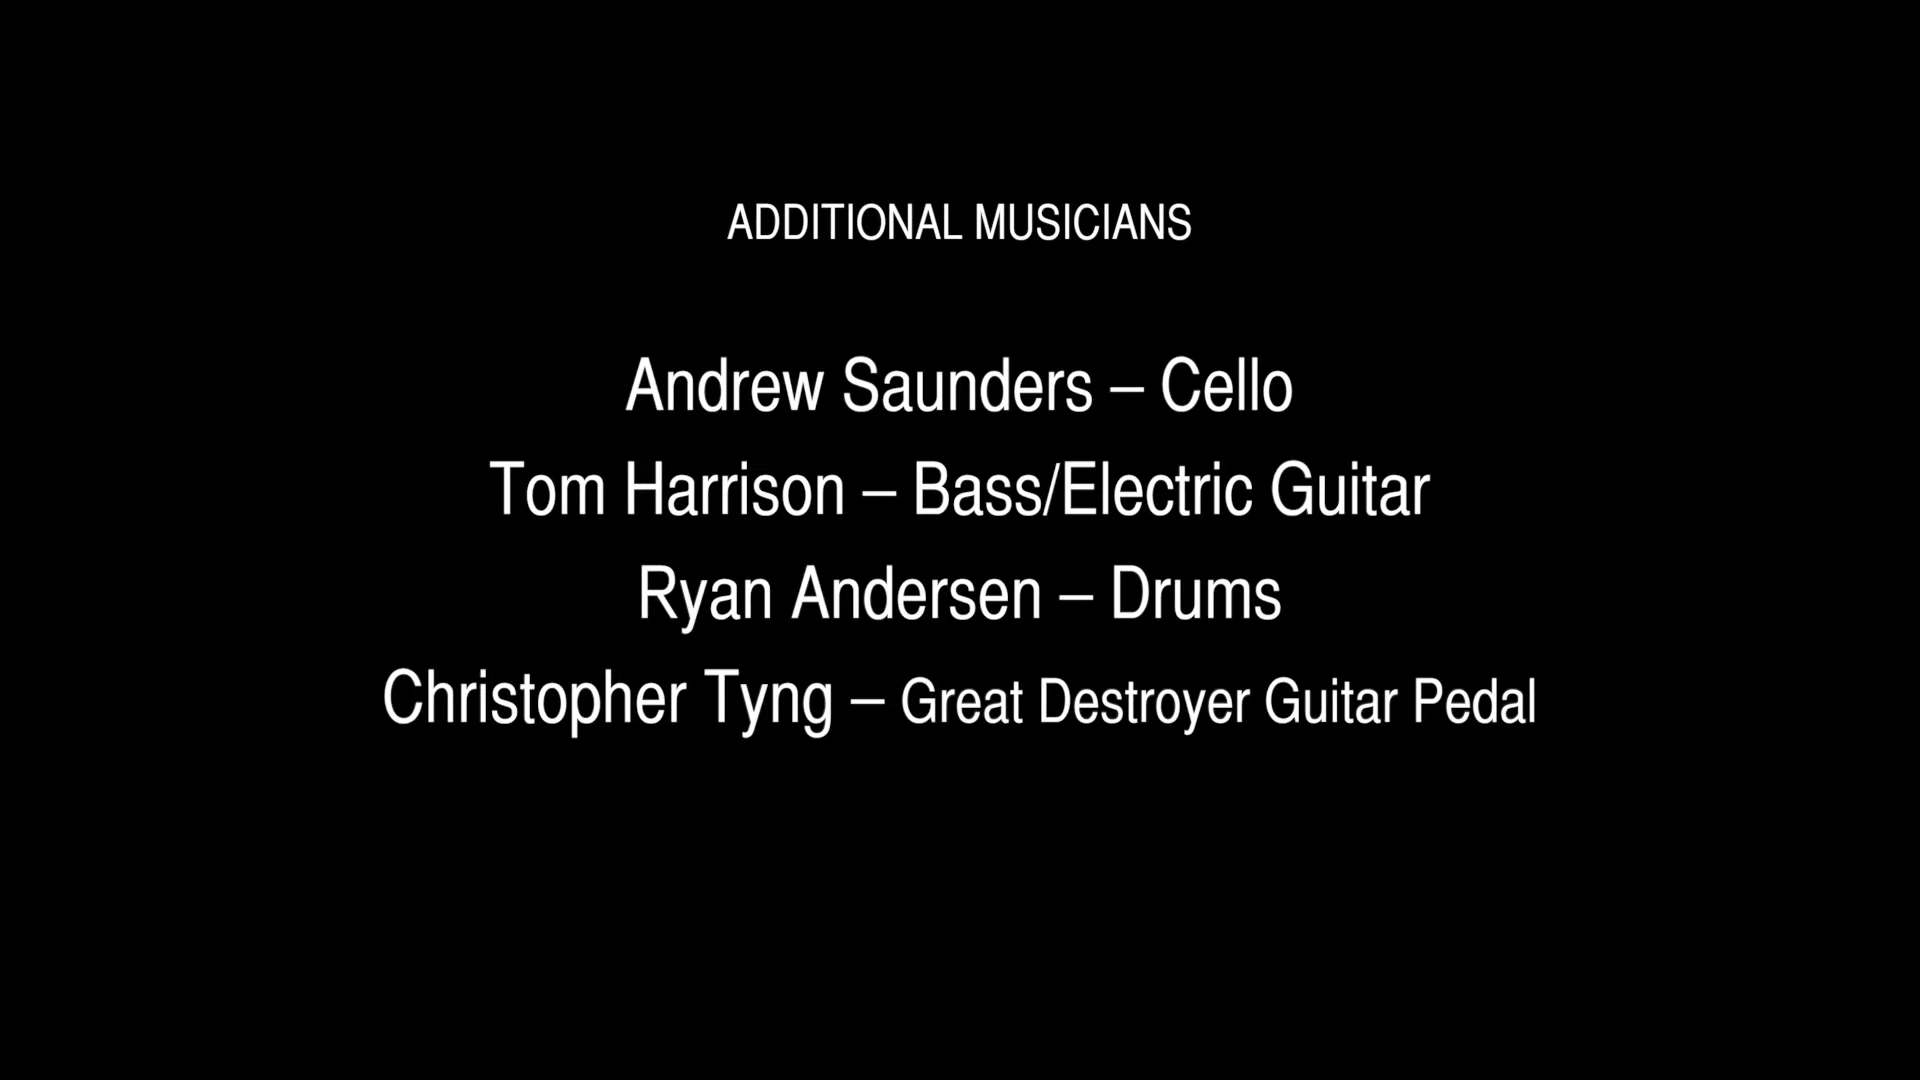 ADDITIONAL MUSICIANS
Andrew Saunders – Cello
Tom Harrison – Bass/Electric Guitar
Ryan Andersen – Drums
Christopher Tyng – Great Destroyer Guitar Pedal